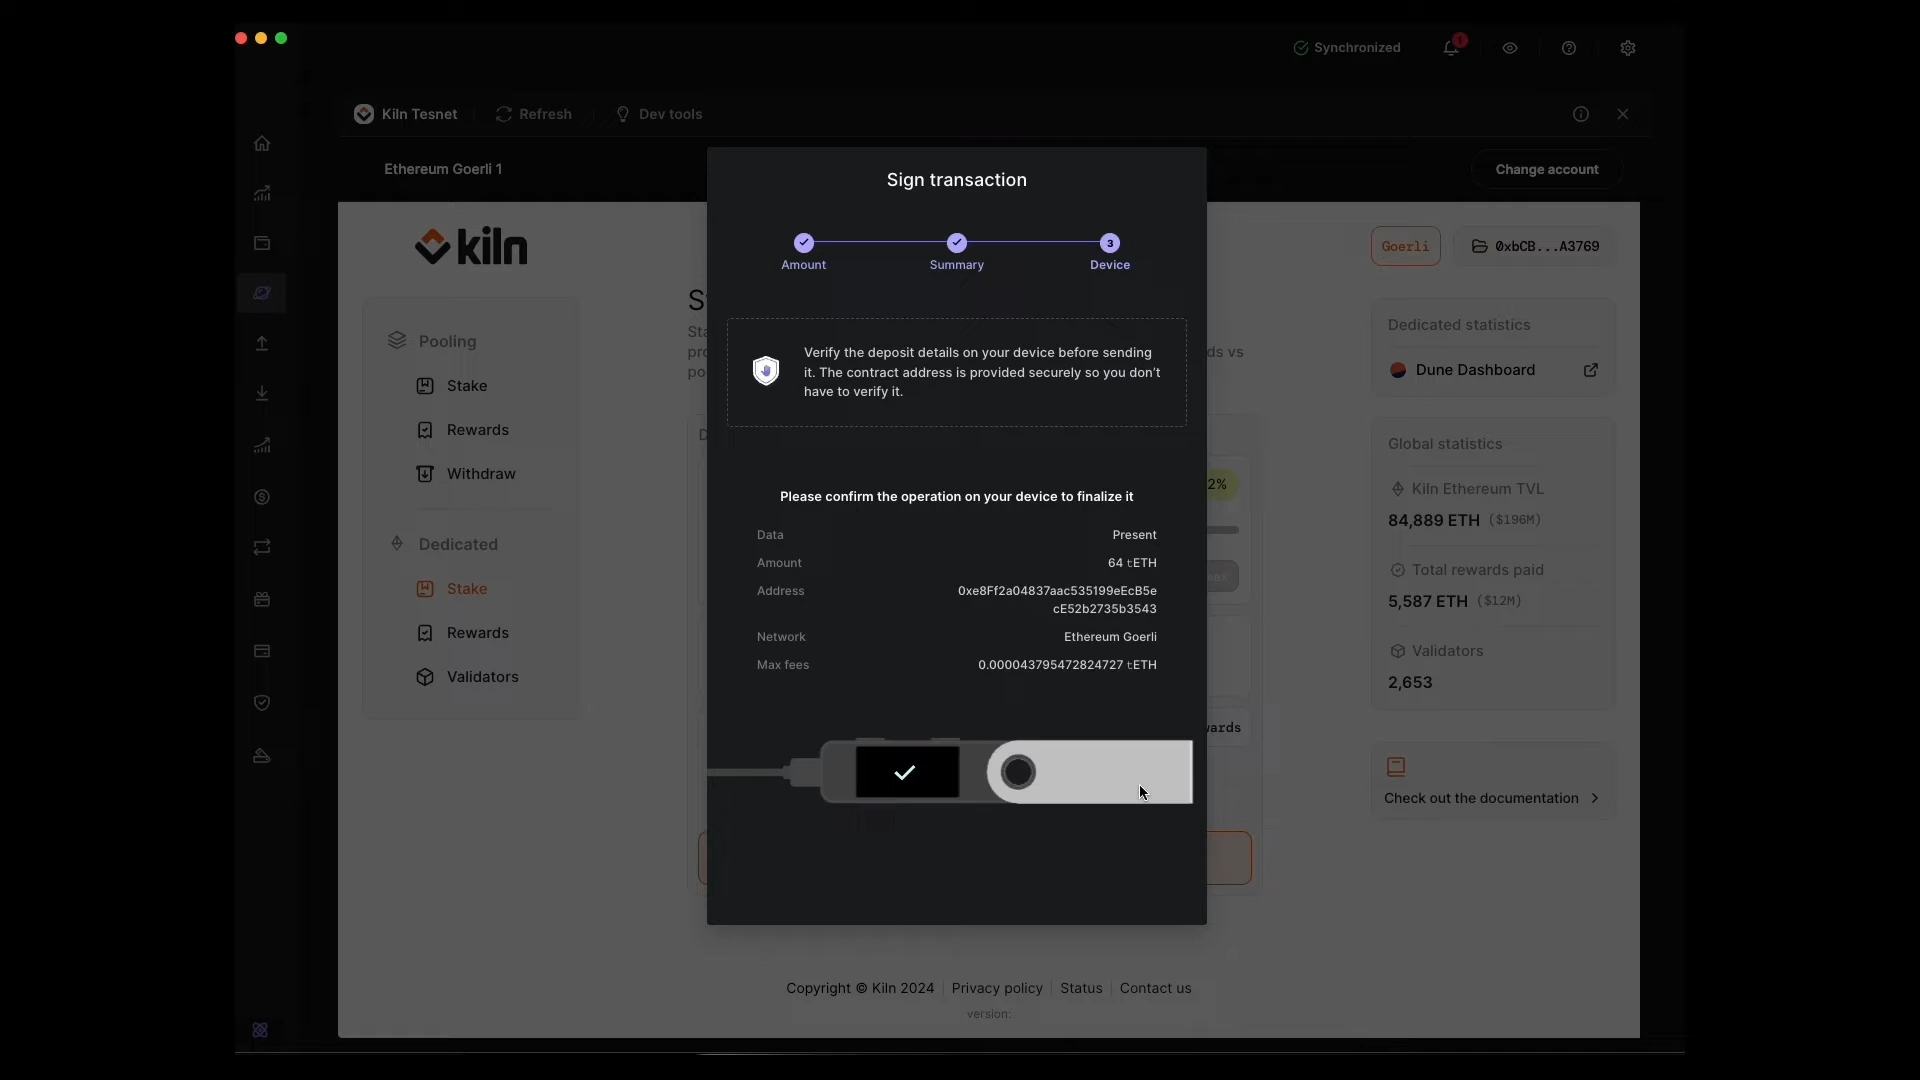 Synchronized
1
Kiln Tesnet
Refresh
Dev tools
Ethereum Goerli 1
Change account
Sign transaction
3
Amount
Summary
Device
Verify the deposit details on your device before sending
it. The contract address is provided securely so you don't
have to verify it.
Please confirm the operation on your device to finalize it
Data Present
Amount 64 tETH
Address 0xe8Ff2a04837aac535199eEcB5e
cE52b2735b3543
Network Ethereum Goerli
Max fees 0.000043795472824727 tETH
kiln
Pooling
Stake
Rewards
Withdraw
Dedicated
Stake
Rewards
Validators
Goerli
0xbCB...A3769
Dedicated statistics
Dune Dashboard
Global statistics
Kiln Ethereum TVL
84,889 ETH ($196M)
Total rewards paid
5,587 ETH ($12M)
Validators
2,653
Check out the documentation
Copyright © Kiln 2024
Privacy policy
Status
Contact us
version: